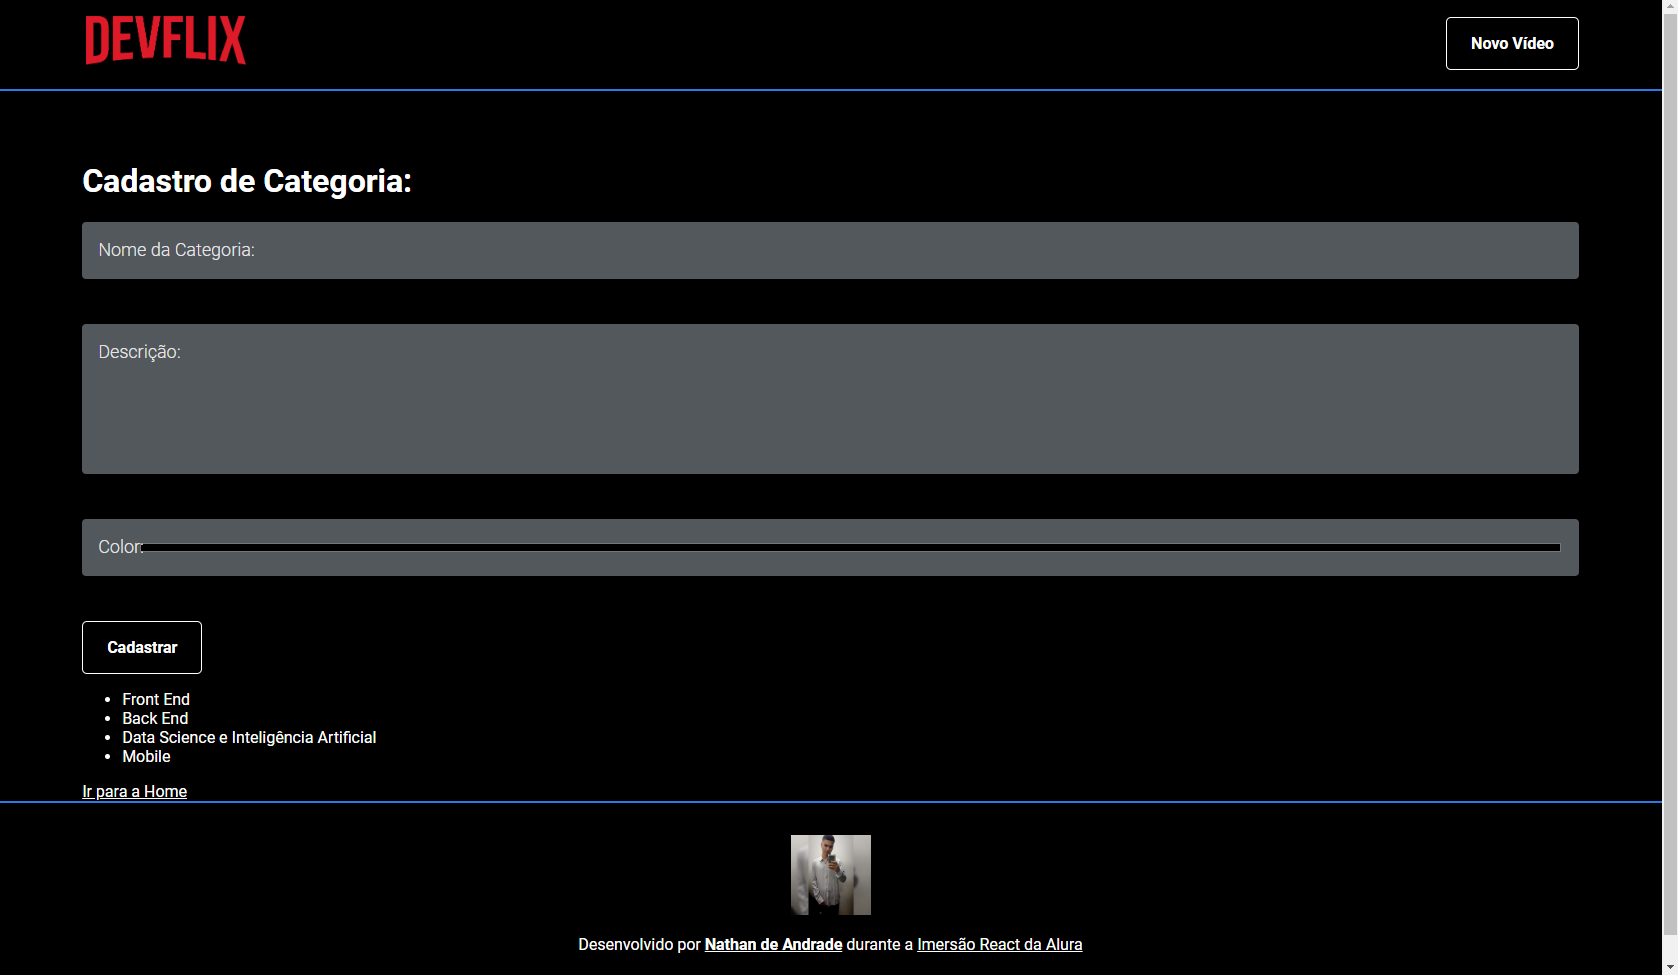 DEVFLIX
Novo Vídeo
Cadastro de Categoria:
Nome da Categoria:
Descrição:
Color:
Cadastrar
Front End
Back End
Data Science e Inteligência Artificial
Mobile
Ir para a Home
Desenvolvido por Nathan de Andrade durante a Imersão React da Alura